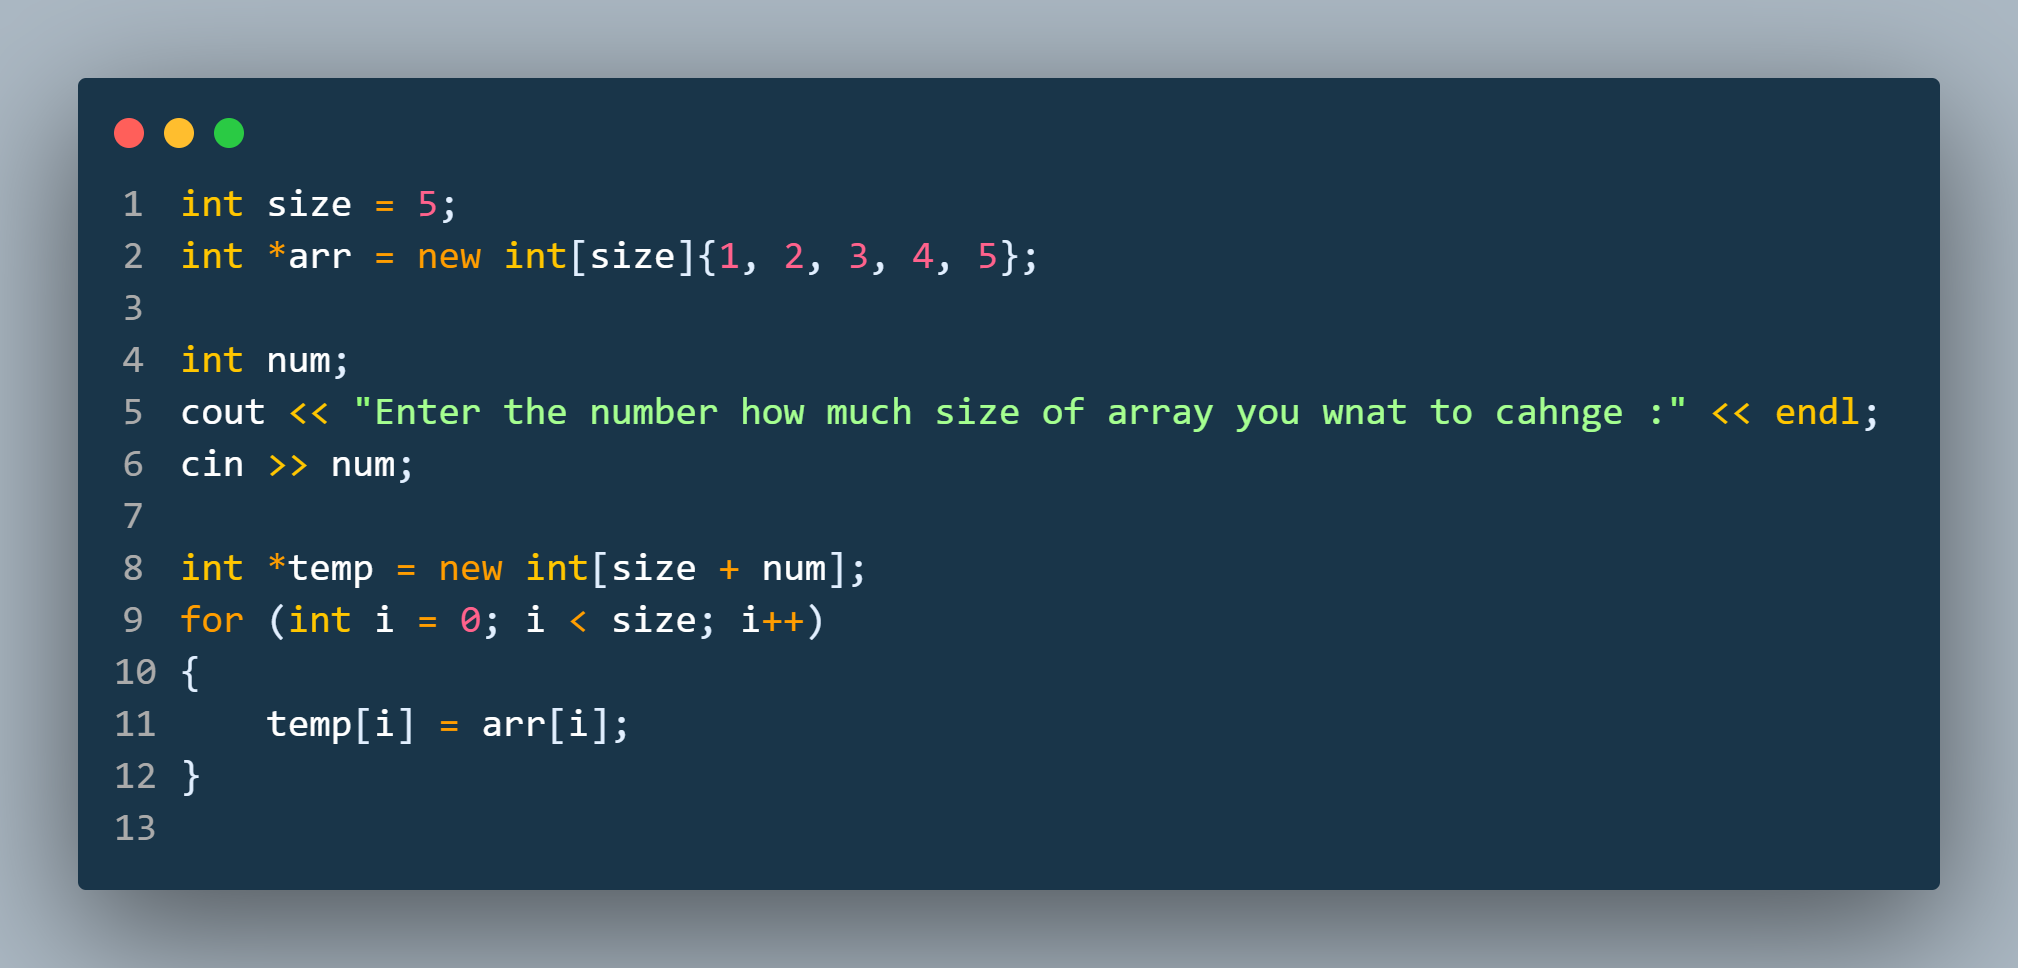 1 int size = 5;
2 int *arr = new int[size]{1, 2, 3, 4, 5};
3
4 int num;
5 cout << "Enter the number how much size of array you wnat to cahnge :" << endl;
6 cin >> num;
7
8 int *temp = new int[size + num];
9 for (int i = 0; i < size; i++)
10 {
11     temp[i] = arr[i];
12 }
13